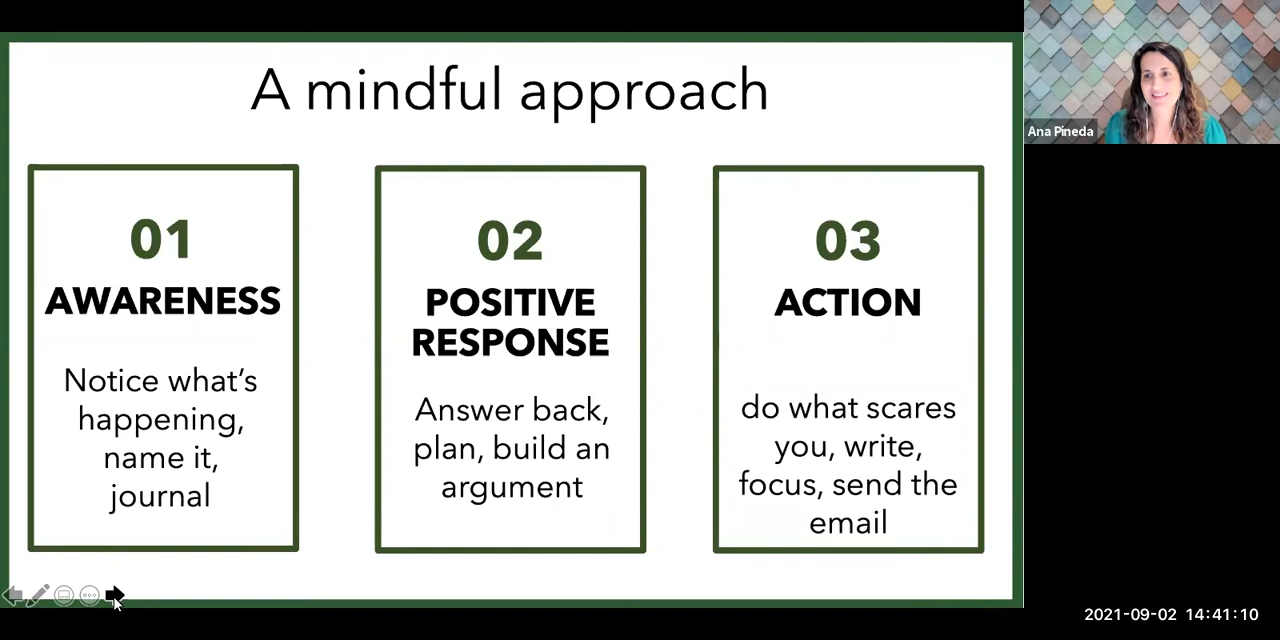 A mindful approach
01
AWARENESS
Notice what’s
happening,
name it,
journal
02
POSITIVE
RESPONSE
Answer back,
plan, build an
argument
03
ACTION
do what scares
you, write,
focus, send the
email
Ana Pineda
2021-09-02 14:41:10